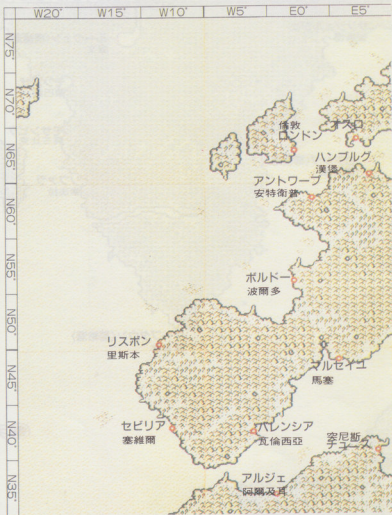 W20° W15° W10° W5° E0° E5°
N75°
N70°
N65°
N60°
N55°
N50°
N45°
N40°
N35°
倫敦
ロンドン
オスロ
ハンブルグ
漢堡
アントワープ
安特衛普
ボルドー
波爾多
リスボン
里斯本
マルセイユ
馬塞
セビリア
塞維爾
バレンシア
瓦倫西亞
突尼斯
チュニス
アルジェ
阿爾及耳